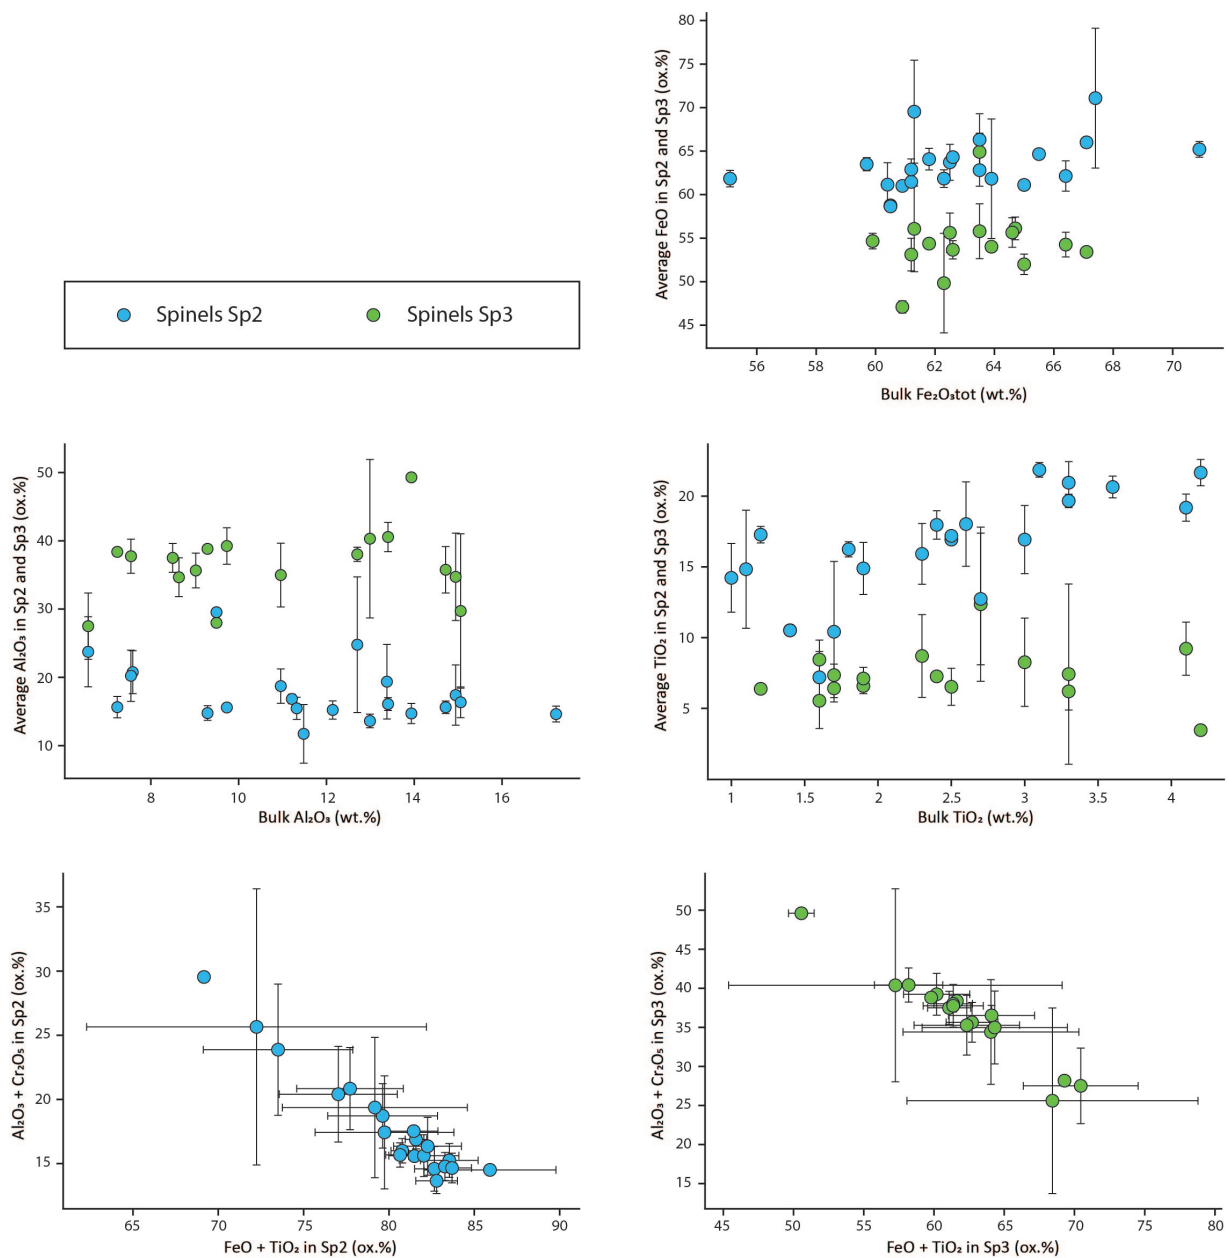 Spinels Sp2 Spinels Sp3
Average FeO in Sp2 and Sp3 (ox.%)
80
75
70
65
60
55
50
45
56 58 60 62 64 66 68 70
Bulk Fe₂O₃tot (wt.%)
Average Al₂O₃ in Sp2 and Sp3 (ox.%)
50
40
30
20
10
8 10 12 14 16
Bulk Al₂O₃ (wt.%)
Average TiO₂ in Sp2 and Sp3 (ox.%)
20
15
10
5
1 1.5 2 2.5 3 3.5 4
Bulk TiO₂ (wt.%)
Al₂O₃ + Cr₂O₅ in Sp2 (ox.%)
35
30
25
20
15
65 70 75 80 85 90
FeO + TiO₂ in Sp2 (ox.%)
Al₂O₃ + Cr₂O₅ in Sp3 (ox.%)
50
45
40
35
30
25
20
15
45 50 55 60 65 70 75 80
FeO + TiO₂ in Sp3 (ox.%)